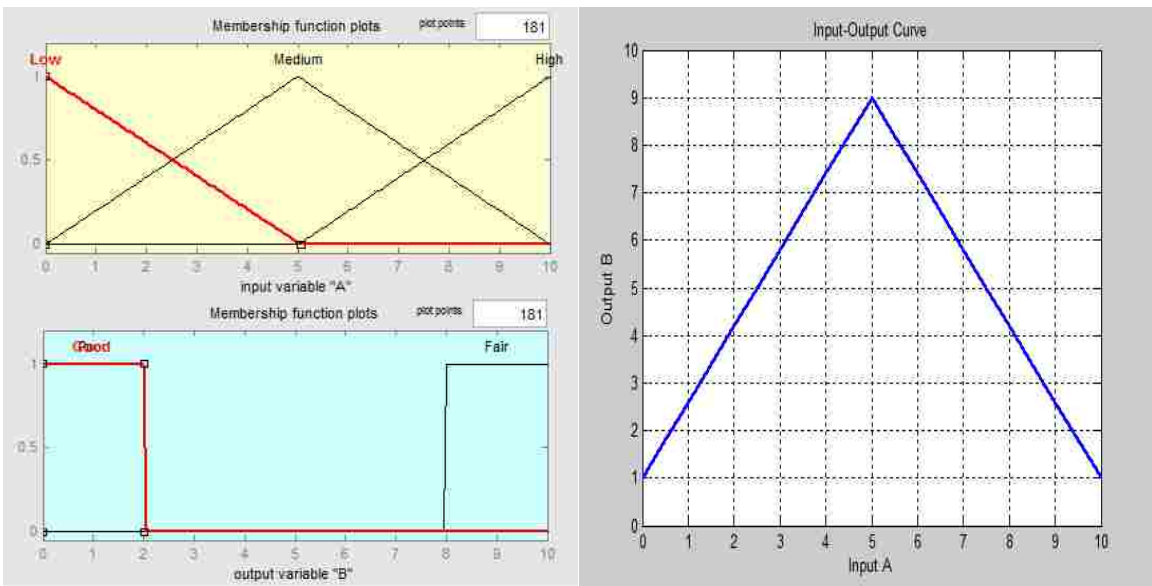 Membership function plots plot points 181
Low Medium High
1
0.5
0
0 1 2 3 4 5 6 7 8 9 10
input variable "A"
Membership function plots plot points 181
Good Fair
1
0.5
0
0 1 2 3 4 5 6 7 8 9 10
output variable "B"
Input-Output Curve
10
9
8
7
6
5
4
3
2
1
0
Output B
0 1 2 3 4 5 6 7 8 9 10
Input A